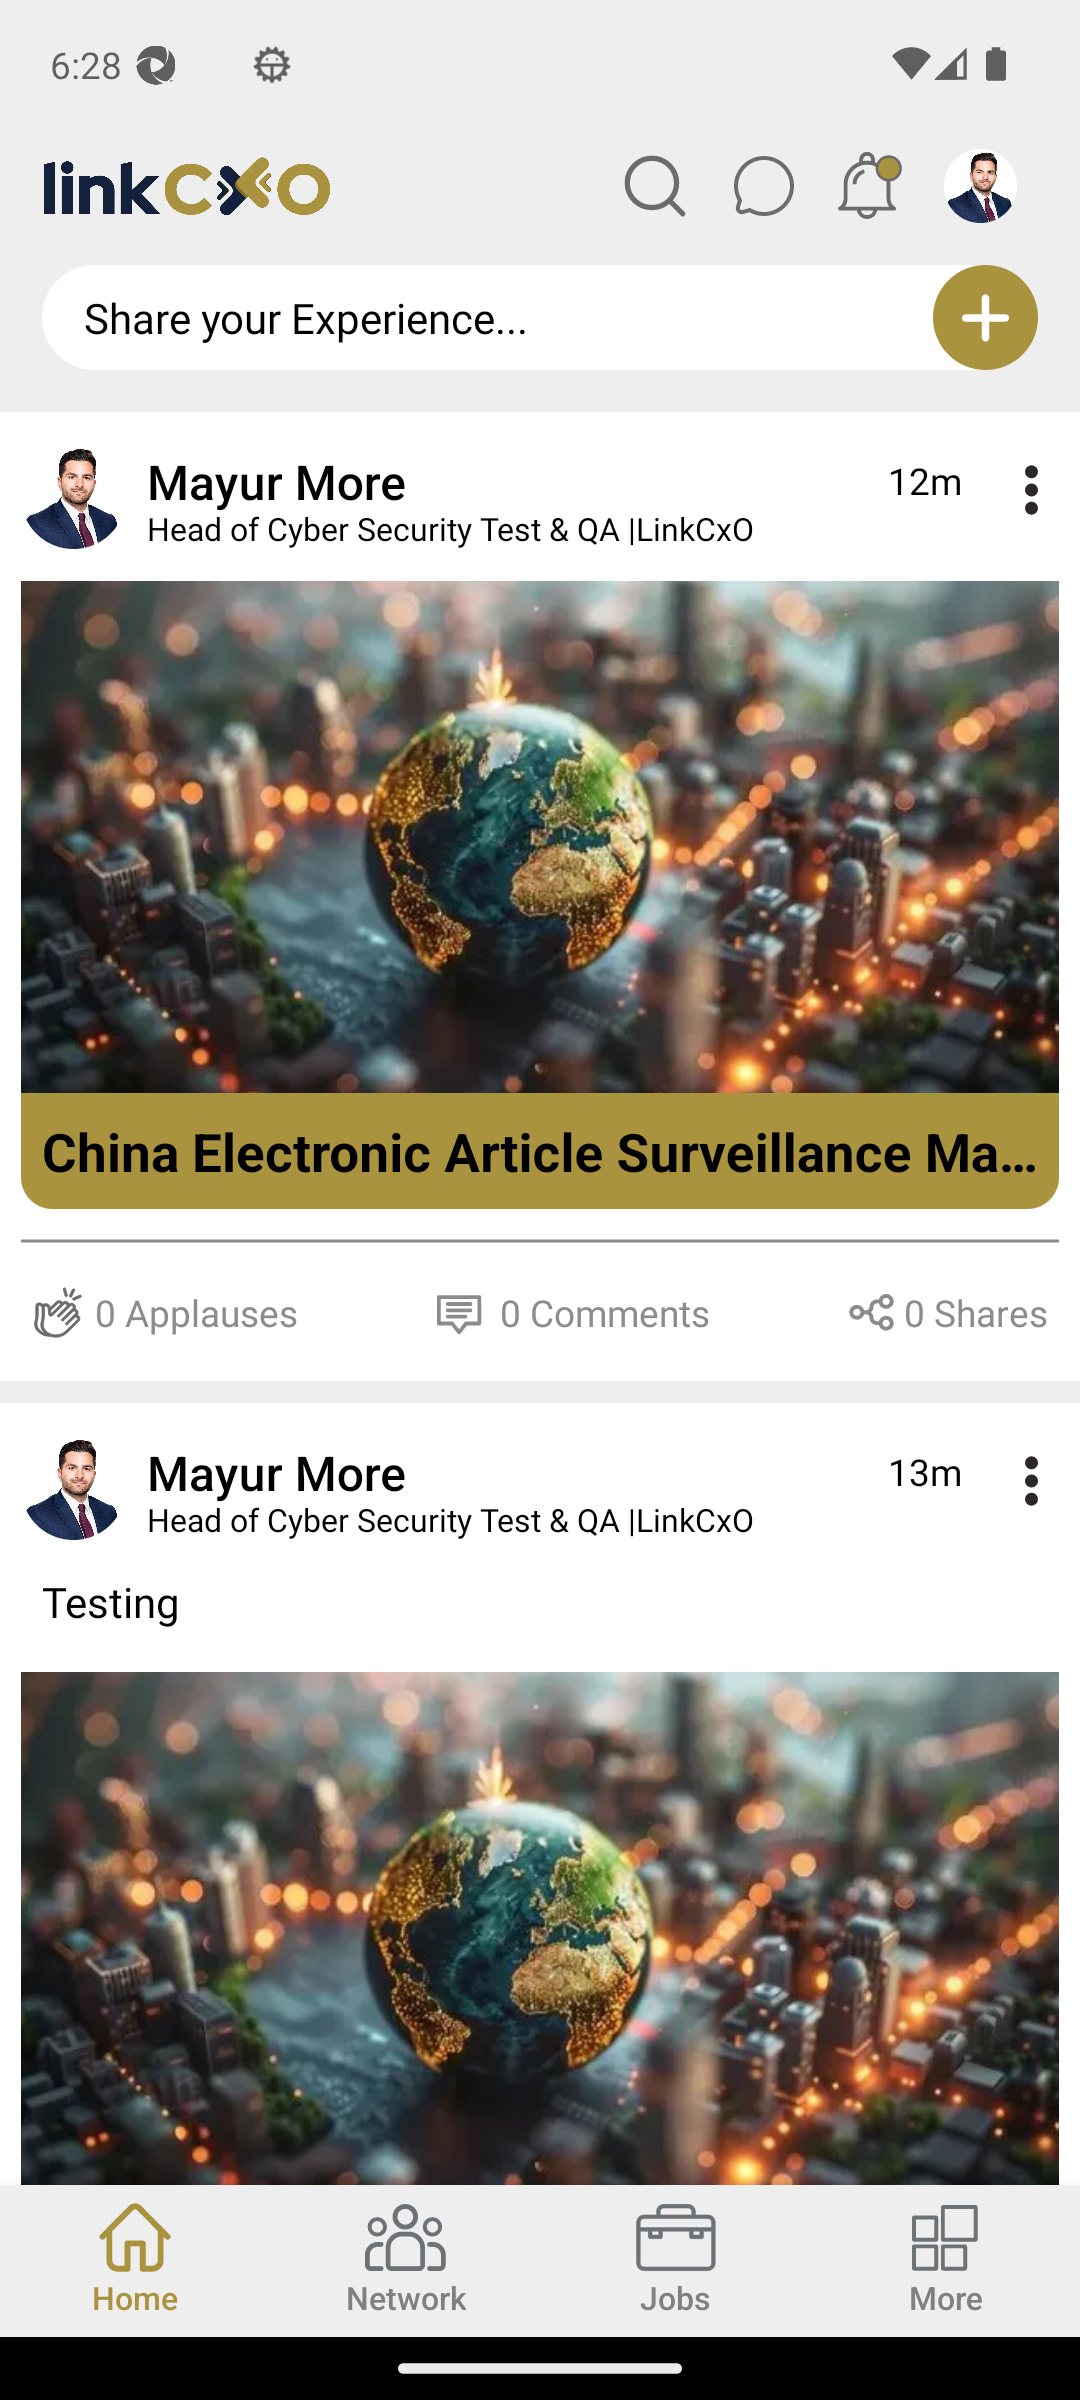 6:28
linkCxO
Share your Experience...
Mayur More
12m
Head of Cyber Security Test & QA |LinkCxO
China Electronic Article Surveillance Ma...
0 Applauses
0 Comments
0 Shares
Mayur More
13m
Head of Cyber Security Test & QA |LinkCxO
Testing
Home
Network
Jobs
More